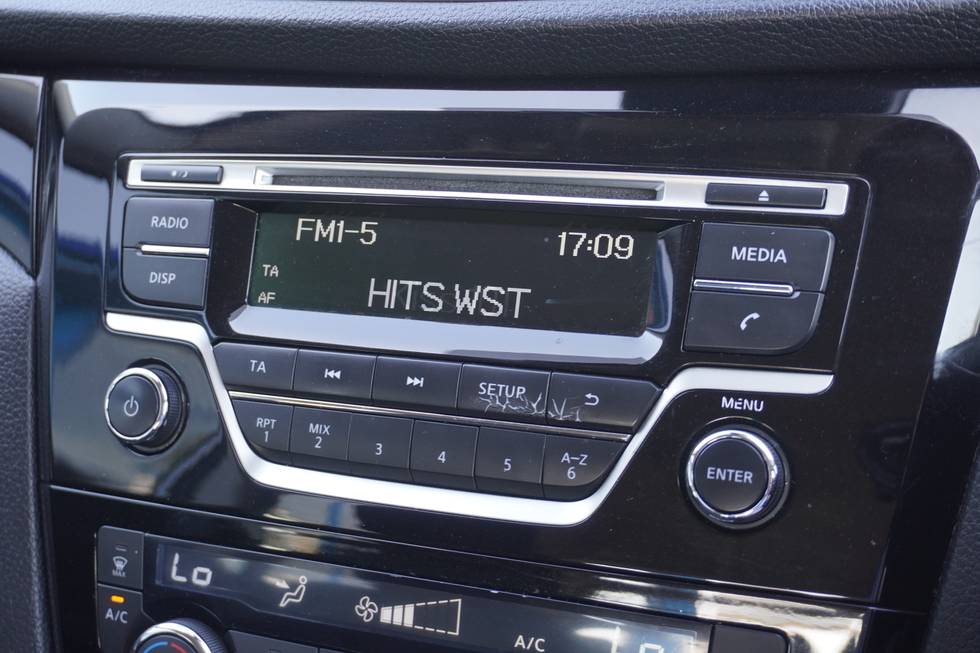 RADIO
DISP
FM1-5
17:09
TA
AF
HITS WST
MEDIA
TA
SETUP
RPT
1
MIX
2
3
4
5
A-Z
6
MENU
ENTER
MAX
A/C
Lo
A/C